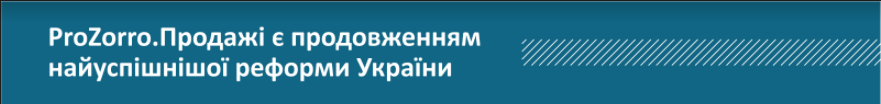 ProZorro.Продажі є продовженням
найуспішнішої реформи України